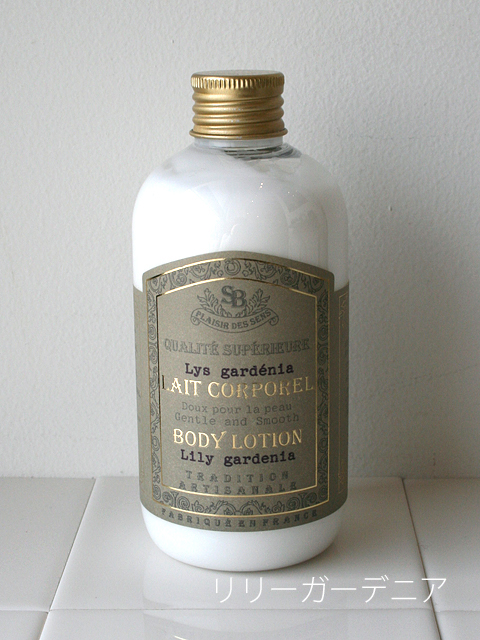 SB
PLAISIR DES SENS
QUALITÉ SUPÉRIEURE
Lys gardénia
LAIT CORPOREL
Doux pour la peau
Gentle and Smooth
BODY LOTION
Lily gardenia
TRADITION
ARTISANALE
FABRIQUÉ EN FRANCE
リリーガーデニア